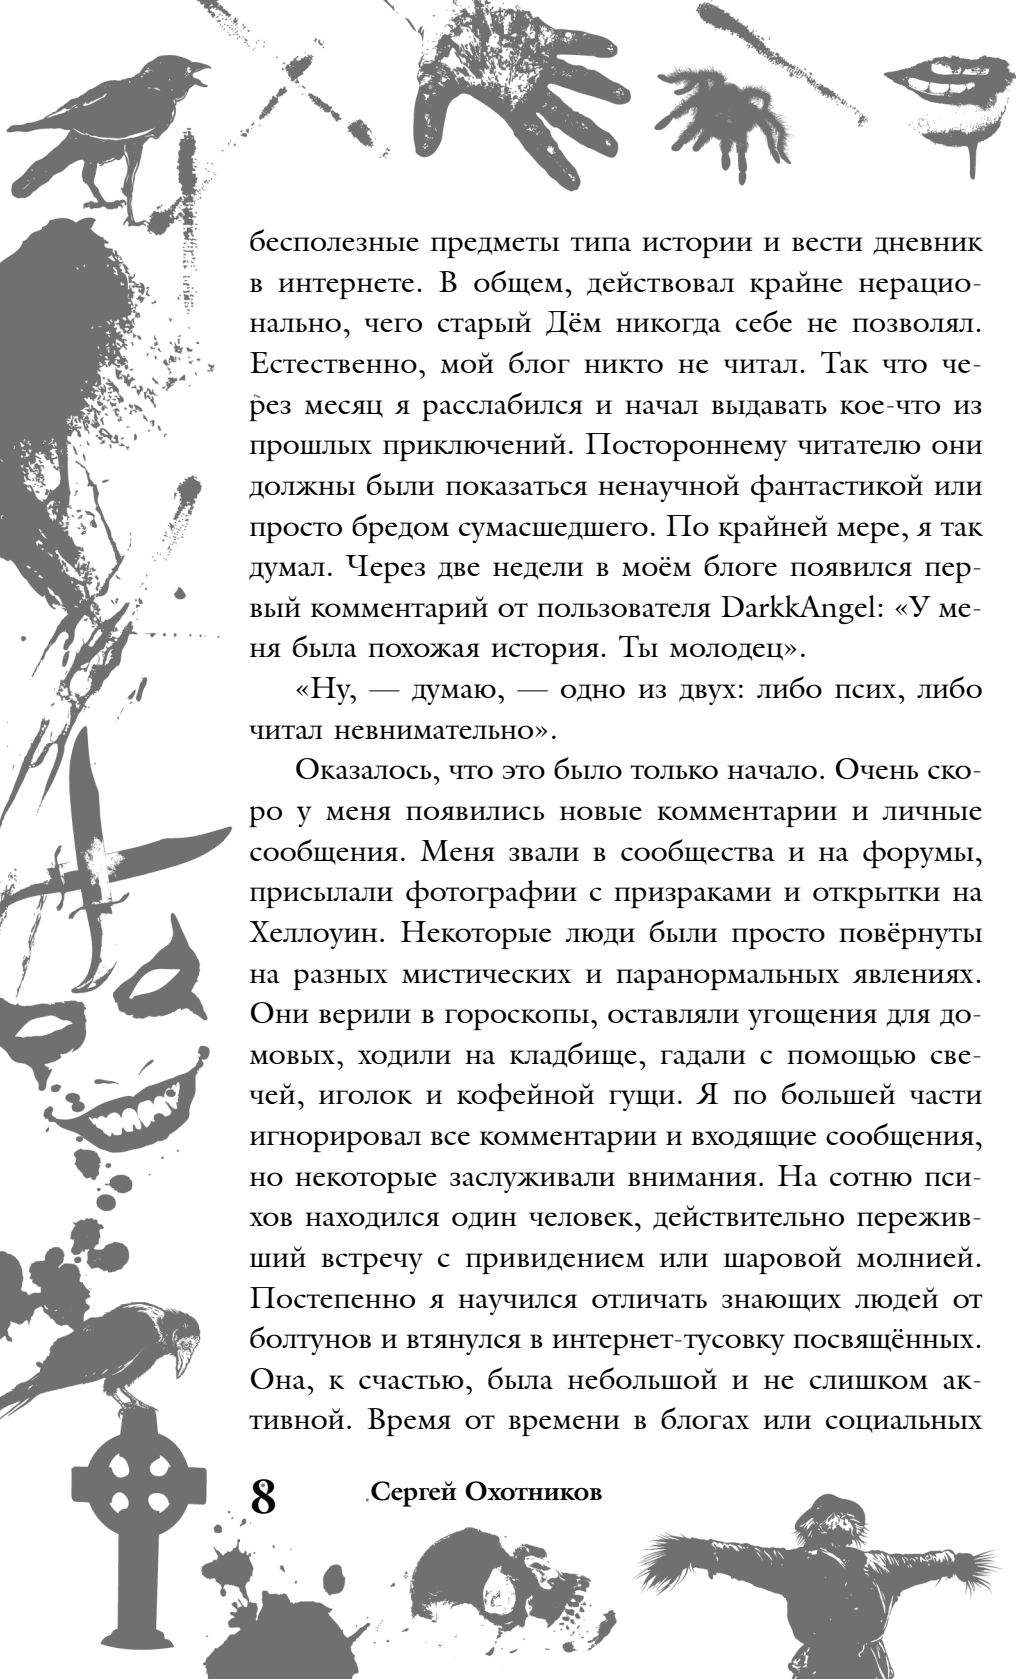 бесполезные предметы типа истории и вести дневник
в интернете. В общем, действовал крайне нерацио-
нально, чего старый Дём никогда себе не позволял.
Естественно, мой блог никто не читал. Так что че-
рез месяц я расслабился и начал выдавать кое-что из
прошлых приключений. Постороннему читателю они
должны были показаться ненаучной фантастикой или
просто бредом сумасшедшего. По крайней мере, я так
думал. Через две недели в моём блоге появился пер-
вый комментарий от пользователя DarkkAngel: «У ме-
ня была похожая история. Ты молодец».
«Ну, — думаю, — одно из двух: либо псих, либо
читал невнимательно».
Оказалось, что это было только начало. Очень ско-
ро у меня появились новые комментарии и личные
сообщения. Меня звали в сообщества и на форумы,
присылали фотографии с призраками и открытки на
Хеллоуин. Некоторые люди были просто повёрнуты
на разных мистических и паранормальных явлениях.
Они верили в гороскопы, оставляли угощения для до-
мовых, ходили на кладбище, гадали с помощью све-
чей, иголок и кофейной гущи. Я по большей части
игнорировал все комментарии и входящие сообщения,
но некоторые заслуживали внимания. На сотню пси-
хов находился один человек, действительно пережив-
ший встречу с привидением или шаровой молнией.
Постепенно я научился отличать знающих людей от
болтунов и втянулся в интернет-тусовку посвящённых.
Она, к счастью, была небольшой и не слишком ак-
тивной. Время от времени в блогах или социальных
8 Сергей Охотников